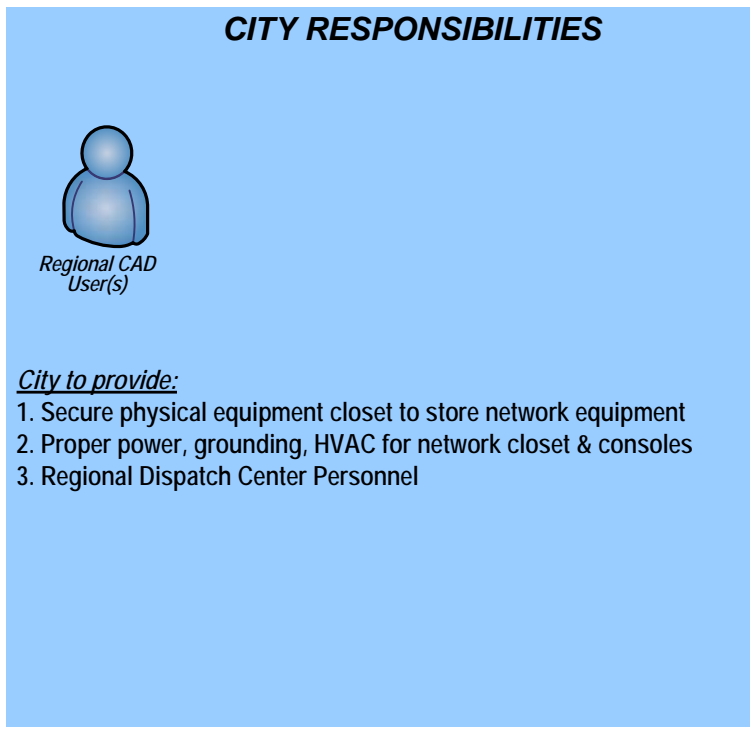 CITY RESPONSIBILITIES
Regional CAD
User(s)
City to provide:
1. Secure physical equipment closet to store network equipment
2. Proper power, grounding, HVAC for network closet & consoles
3. Regional Dispatch Center Personnel